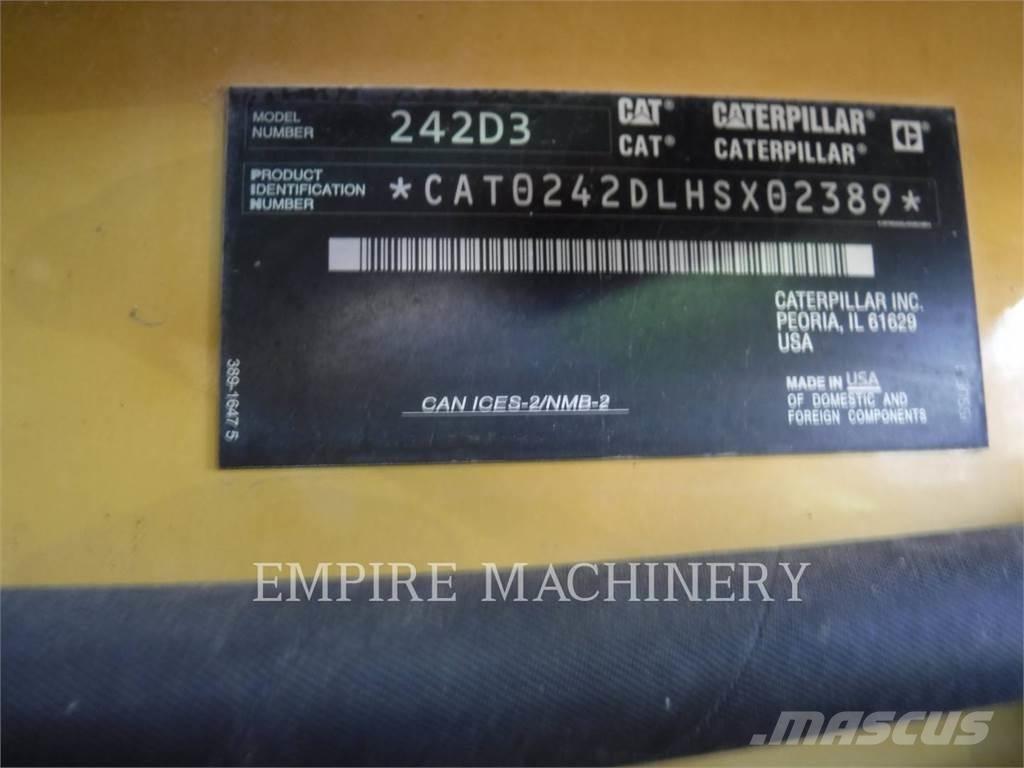 MODEL NUMBER 242D3
CAT® CATERPILLAR®
CAT® CATERPILLAR®
PRODUCT IDENTIFICATION NUMBER *CAT0242DLHSX02389*
CATERPILLAR INC.
PEORIA, IL 61629
USA
MADE IN USA
OF DOMESTIC AND
FOREIGN COMPONENTS
CAN ICES-2/NMB-2
389-1647 5
EMPIRE MACHINERY
MASCUS